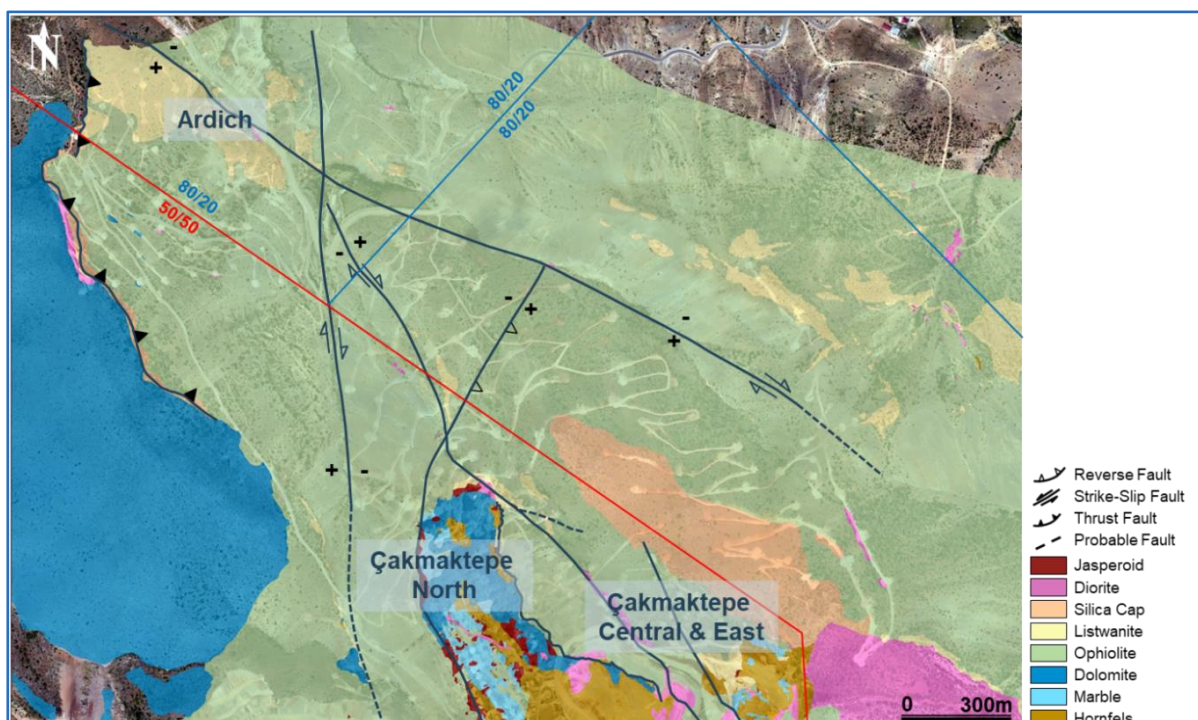 N
-
+
Ardich
80/20
80/20
80/20
50/50
+
-
-
+
-
+
+ -
Çakmaktepe
North
Çakmaktepe
Central & East
0 300m
Reverse Fault
Strike-Slip Fault
Thrust Fault
Probable Fault
Jasperoid
Diorite
Silica Cap
Listwanite
Ophiolite
Dolomite
Marble
Hornfels